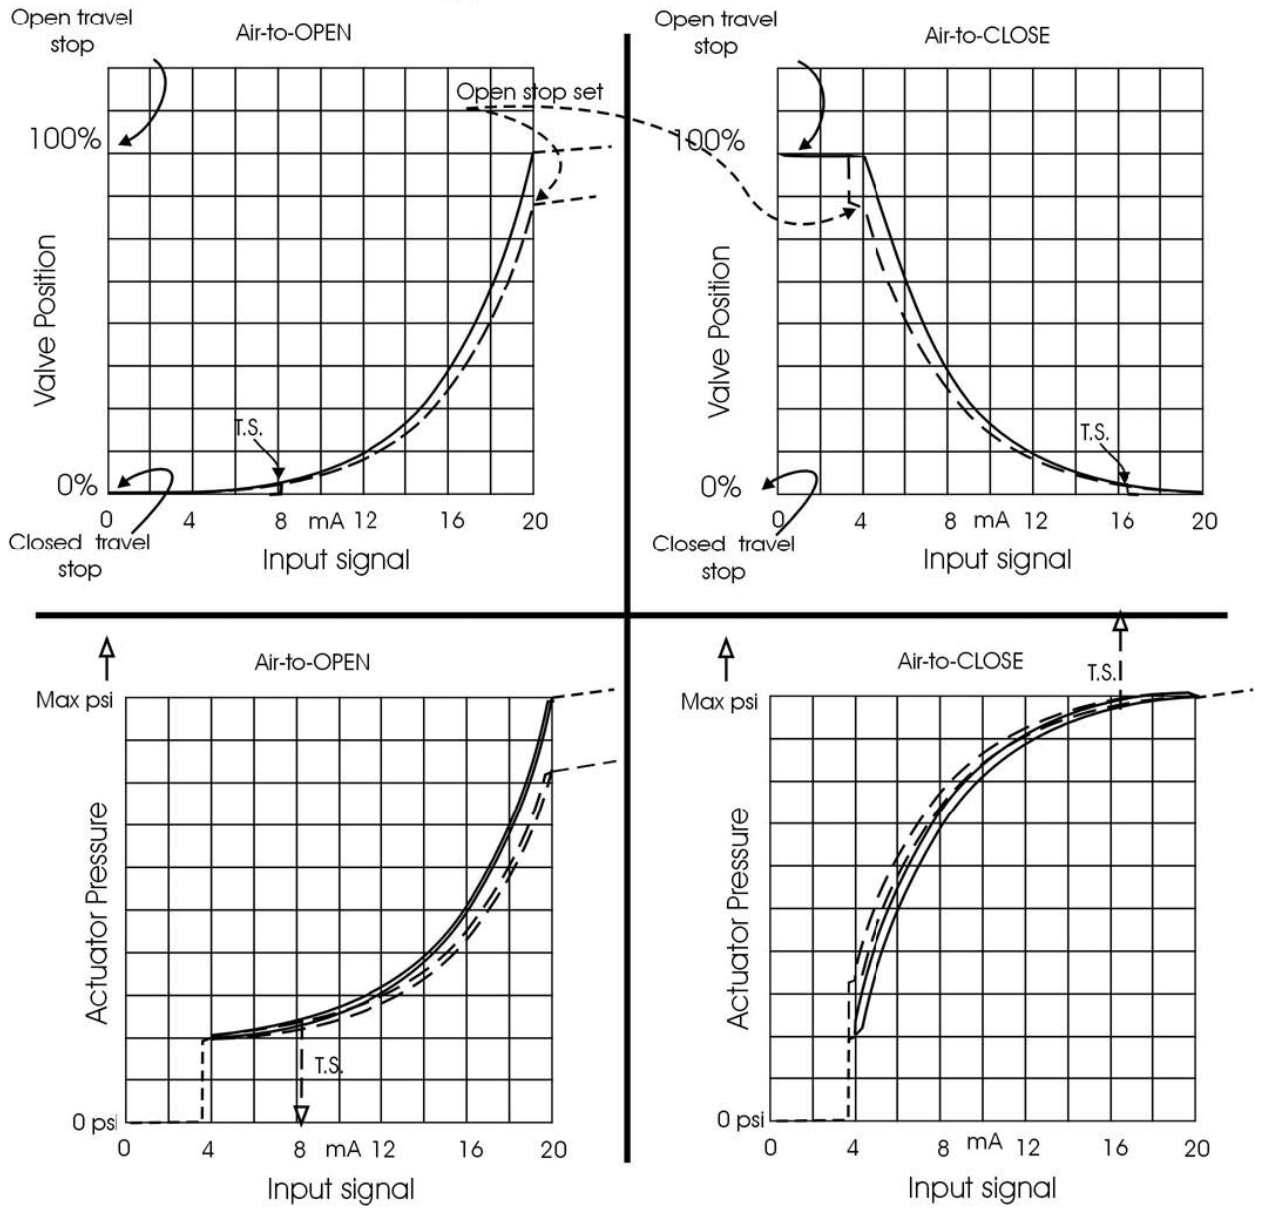 Open travel
stop
Air-to-OPEN
Open stop set
100%
Valve Position
T.S.
0%
0 4 8 mA 12 16 20
Closed travel
stop
Input signal
Open travel
stop
Air-to-CLOSE
100%
Valve Position
T.S.
0%
0 4 8 mA 12 16 20
Closed travel
stop
Input signal
Air-to-OPEN
Max psi
Actuator Pressure
T.S.
0 psi
0 4 8 mA 12 16 20
Input signal
Air-to-CLOSE
T.S.
Max psi
Actuator Pressure
0 psi
0 4 8 mA 12 16 20
Input signal